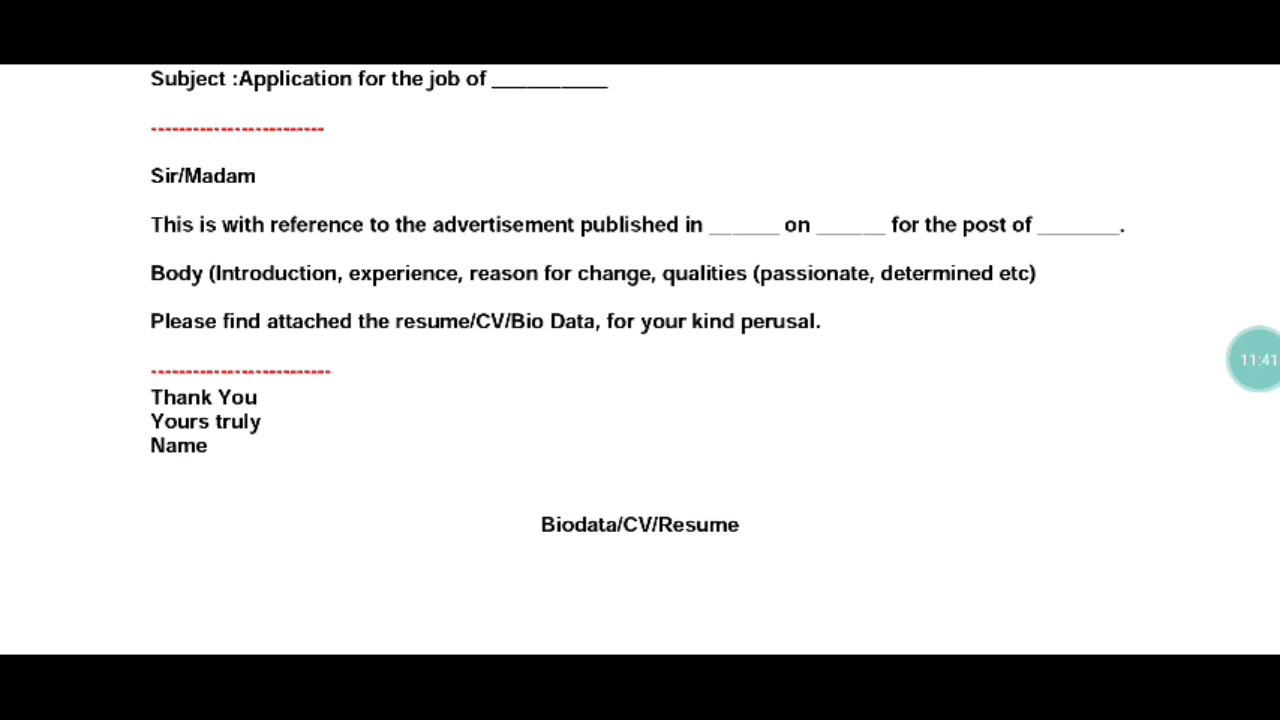 Subject :Application for the job of __________
-------------------------
Sir/Madam
This is with reference to the advertisement published in ______ on ______ for the post of _______.
Body (Introduction, experience, reason for change, qualities (passionate, determined etc)
Please find attached the resume/CV/Bio Data, for your kind perusal.
11:41
--------------------------
Thank You
Yours truly
Name
Biodata/CV/Resume